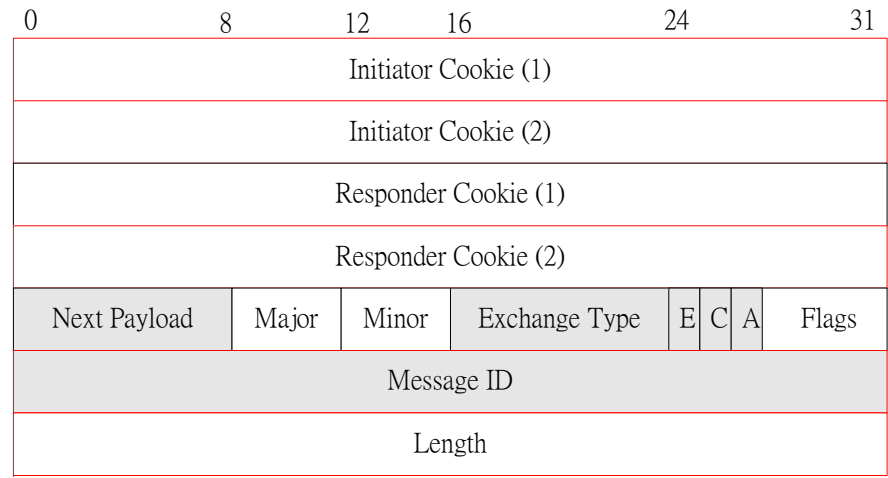 0 8 12 16 24 31
Initiator Cookie (1)
Initiator Cookie (2)
Responder Cookie (1)
Responder Cookie (2)
Next Payload Major Minor Exchange Type E C A Flags
Message ID
Length